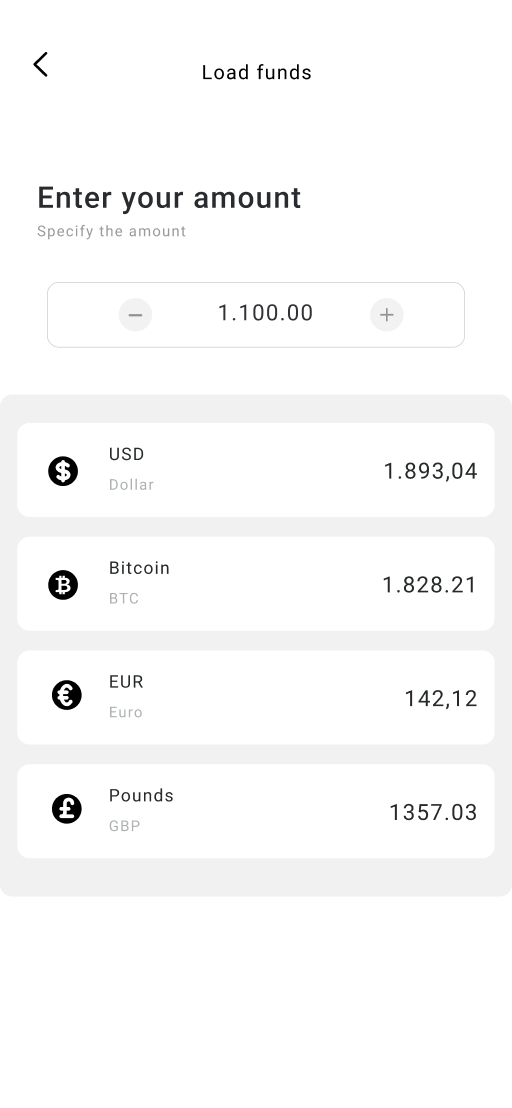 Load funds
Enter your amount
Specify the amount
− 1.100.00 +
$ USD
Dollar
1.893,04
₿ Bitcoin
BTC
1.828.21
€ EUR
Euro
142,12
£ Pounds
GBP
1357.03